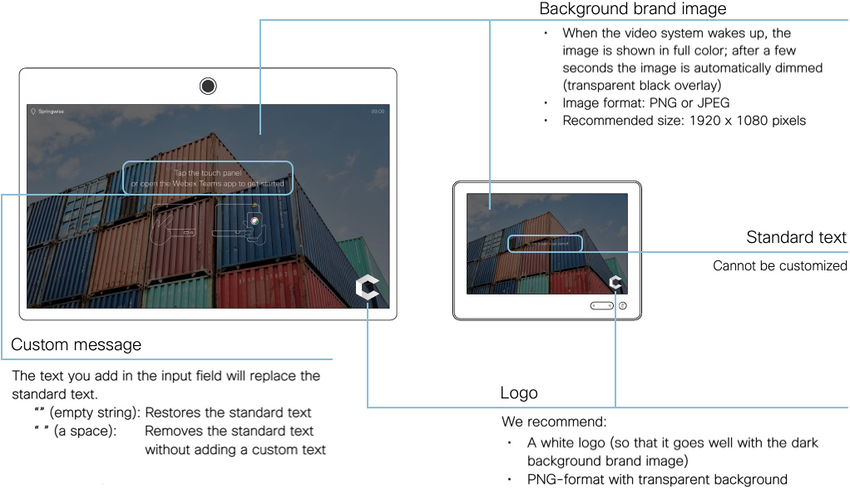 Background brand image
• When the video system wakes up, the
image is shown in full color; after a few
seconds the image is automatically dimmed
(transparent black overlay)
• Image format: PNG or JPEG
• Recommended size: 1920 x 1080 pixels
Springwise
Tap the touch panel
or open the Webex Teams app to get started
Standard text
Cannot be customized
Custom message
The text you add in the input field will replace the
standard text.
“” (empty string): Restores the standard text
“ ” (a space): Removes the standard text
without adding a custom text
Logo
We recommend:
• A white logo (so that it goes well with the dark
background brand image)
• PNG-format with transparent background